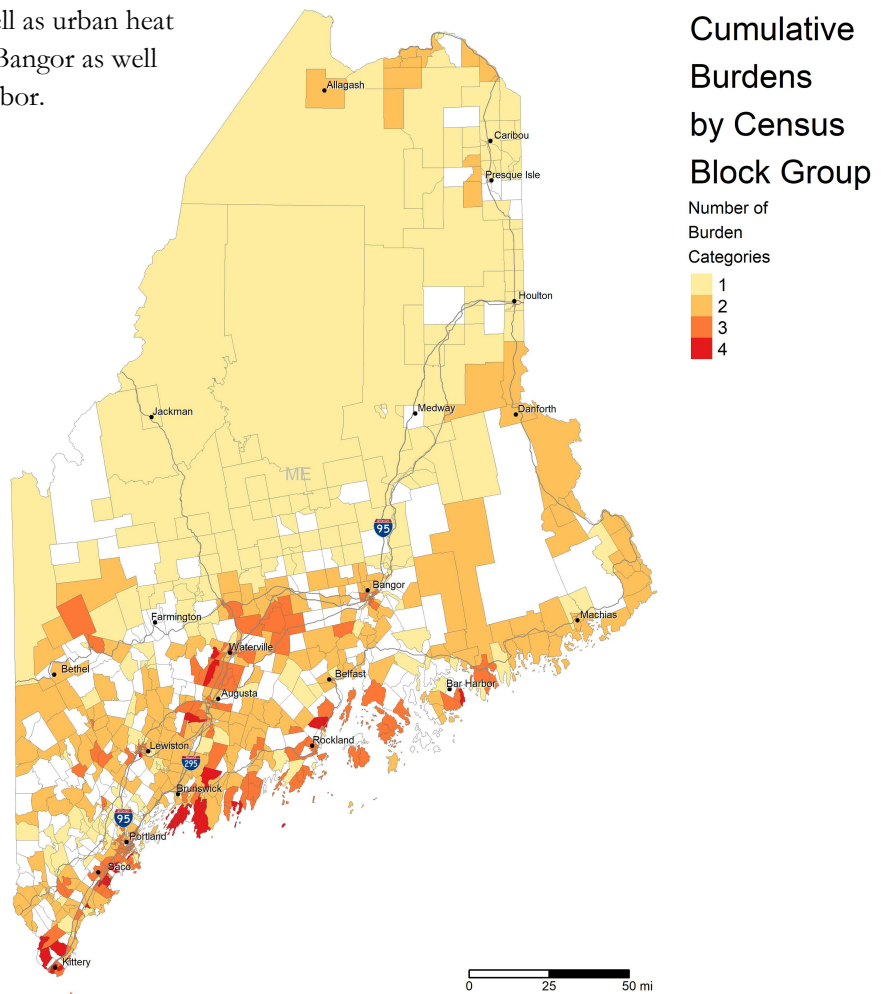 ell as urban heat
Bangor as well
bor.
Cumulative
Burdens
by Census
Block Group
Number of
Burden
Categories
1
2
3
4
Allagash
Caribou
Presque Isle
Houlton
Medway
Danforth
Jackman
ME
95
Bangor
Farmington
Machias
Waterville
Bethel
Belfast
Bar Harbor
Augusta
Rockland
Lewiston
295
Brunswick
95
Portland
Saco
Kittery
0 25 50 mi